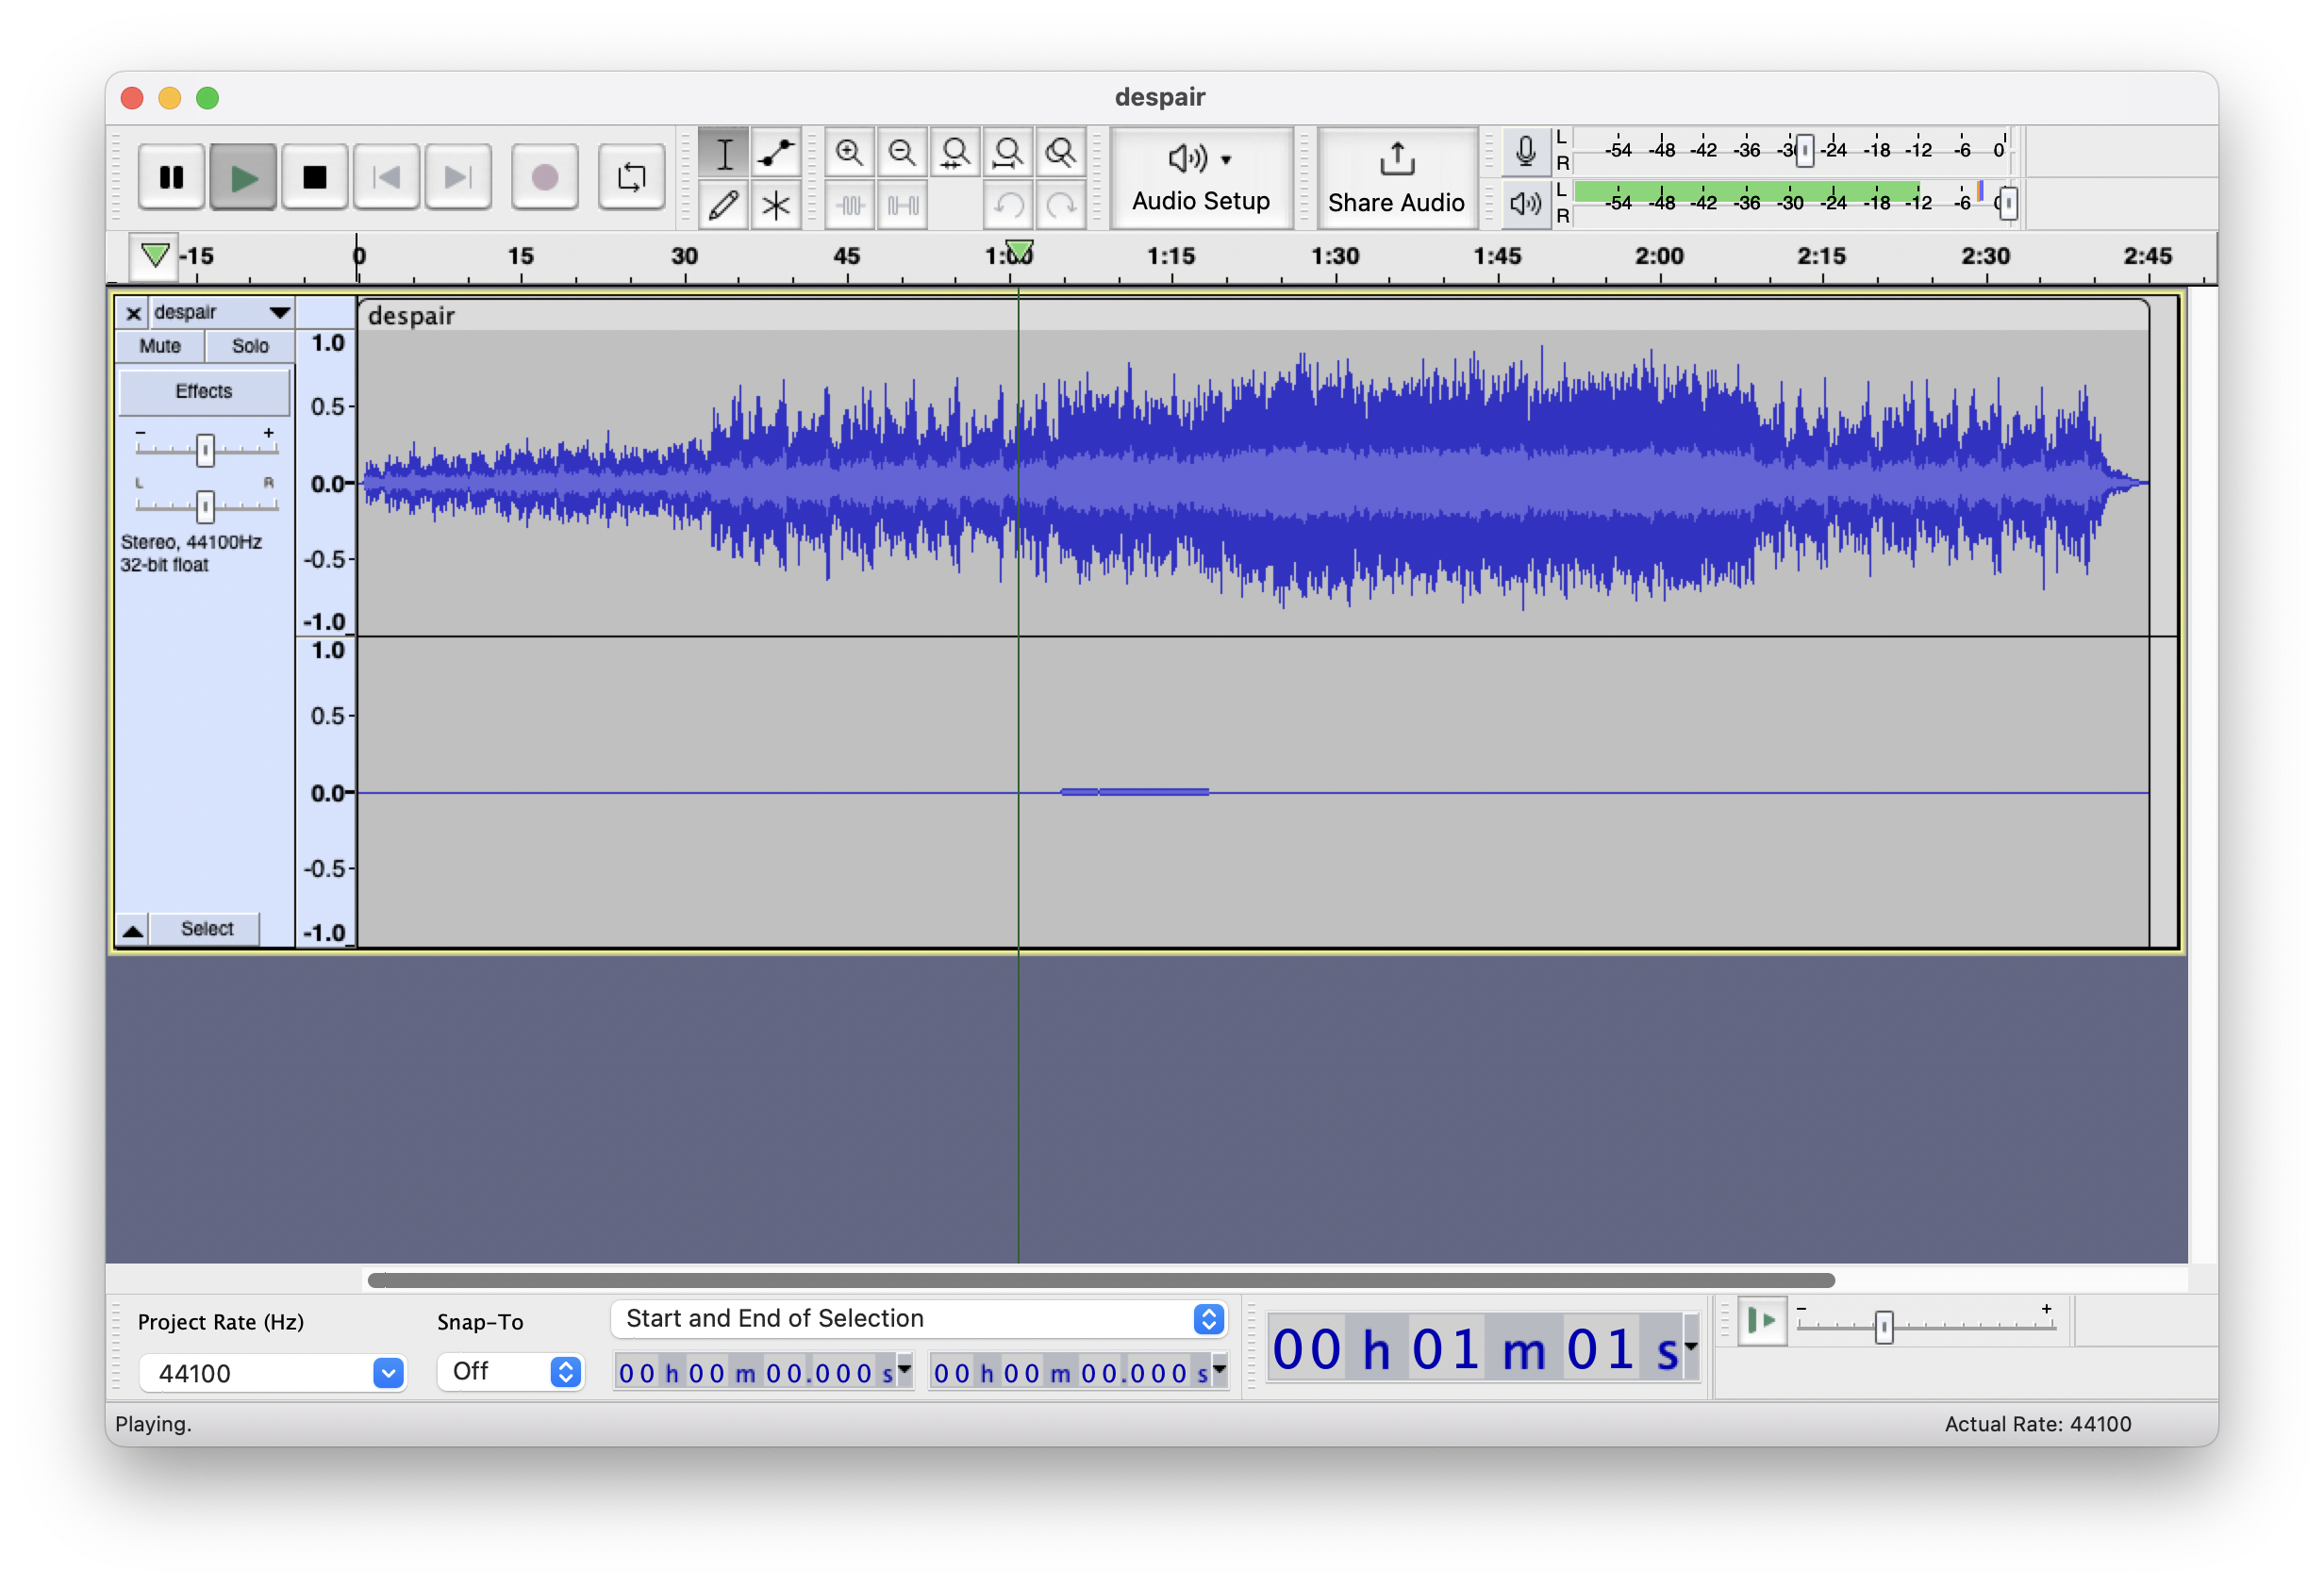 despair
Audio Setup
Share Audio
L
R
-54 -48 -42 -36 -24 -18 -12 -6 0
L
R
-54 -48 -42 -36 -30 -24 -18 -12 -6
-15 0 15 30 45 1:00 1:15 1:30 1:45 2:00 2:15 2:30 2:45
despair
despair
Mute Solo
Effects
- +
L R
Stereo, 44100Hz
32-bit float
Select
1.0
0.5
0.0
-0.5
-1.0
1.0
0.5
0.0
-0.5
-1.0
Project Rate (Hz)
44100
Snap-To
Off
Start and End of Selection
00 h 00 m 00.000 s
00 h 00 m 00.000 s
00 h 01 m 01 s
- +
Playing.
Actual Rate: 44100